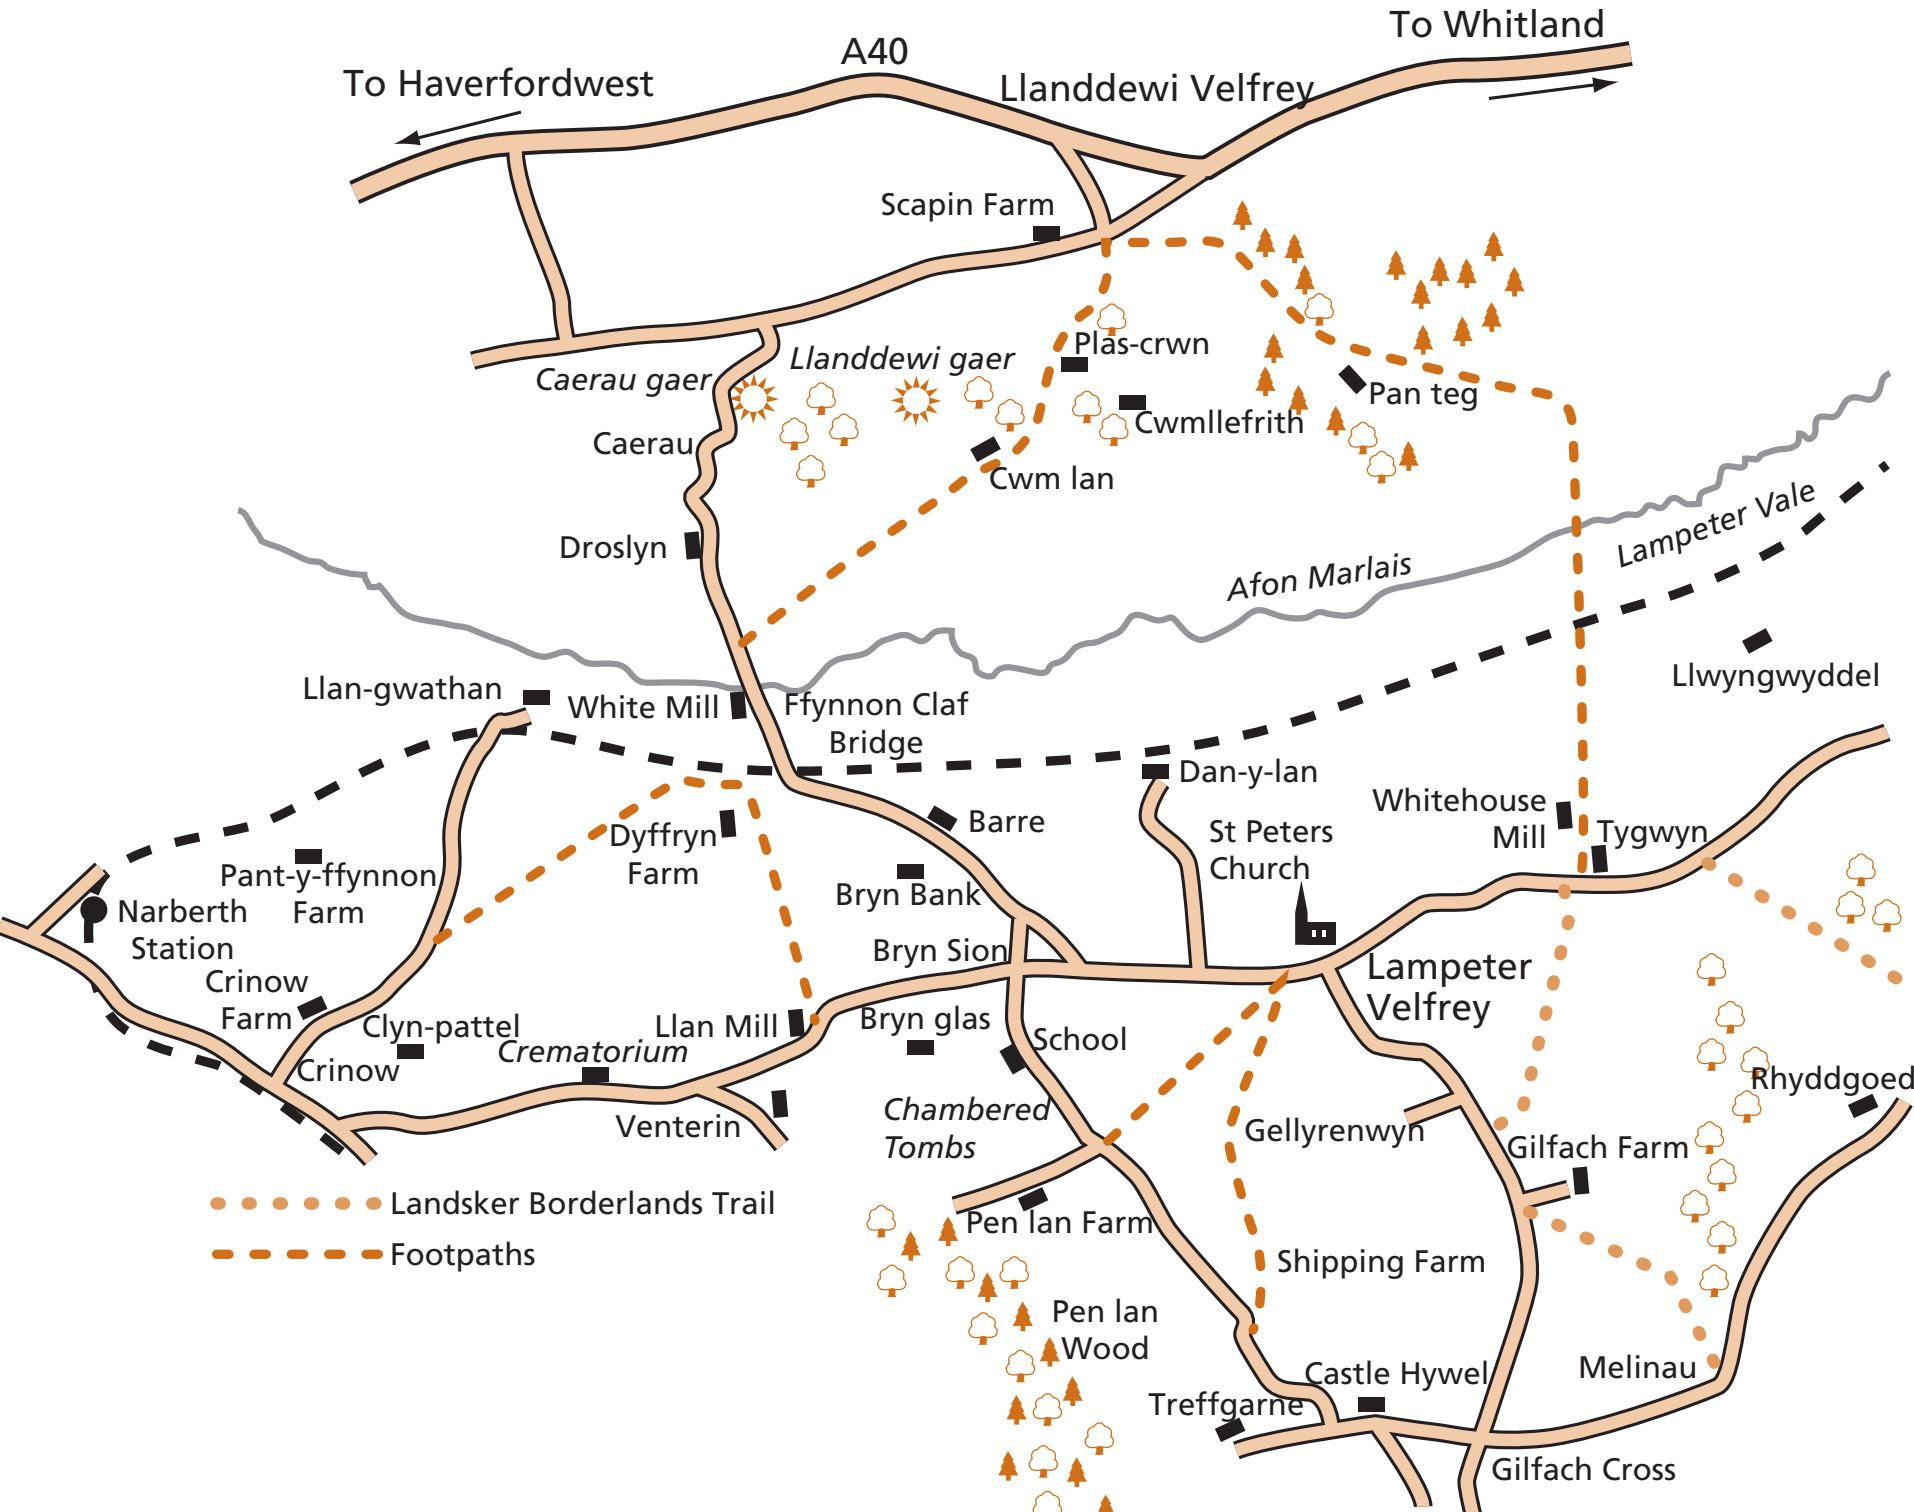 To Whitland
A40
To Haverfordwest
Llanddewi Velfrey
Scapin Farm
Plas-crwn
Llanddewi gaer
Caerau gaer
Pan teg
Cwmllefrith
Caerau
Cwm lan
Lampeter Vale
Droslyn
Afon Marlais
Llwyngwyddel
Llan-gwathan
White Mill
Ffynnon Claf
Bridge
Dan-y-lan
Whitehouse
Mill
Tygwyn
Barre
St Peters
Church
Dyffryn
Farm
Pant-y-ffynnon
Farm
Bryn Bank
Narberth
Station
Bryn Sion
Lampeter
Velfrey
Crinow
Farm
Clyn-pattel
Llan Mill
Bryn glas
School
Crematorium
Crinow
Rhyddgoed
Chambered
Tombs
Venterin
Gellyrenwyn
Gilfach Farm
Landsker Borderlands Trail
Pen lan Farm
Footpaths
Shipping Farm
Pen lan
Wood
Castle Hywel
Melinau
Treffgarne
Gilfach Cross